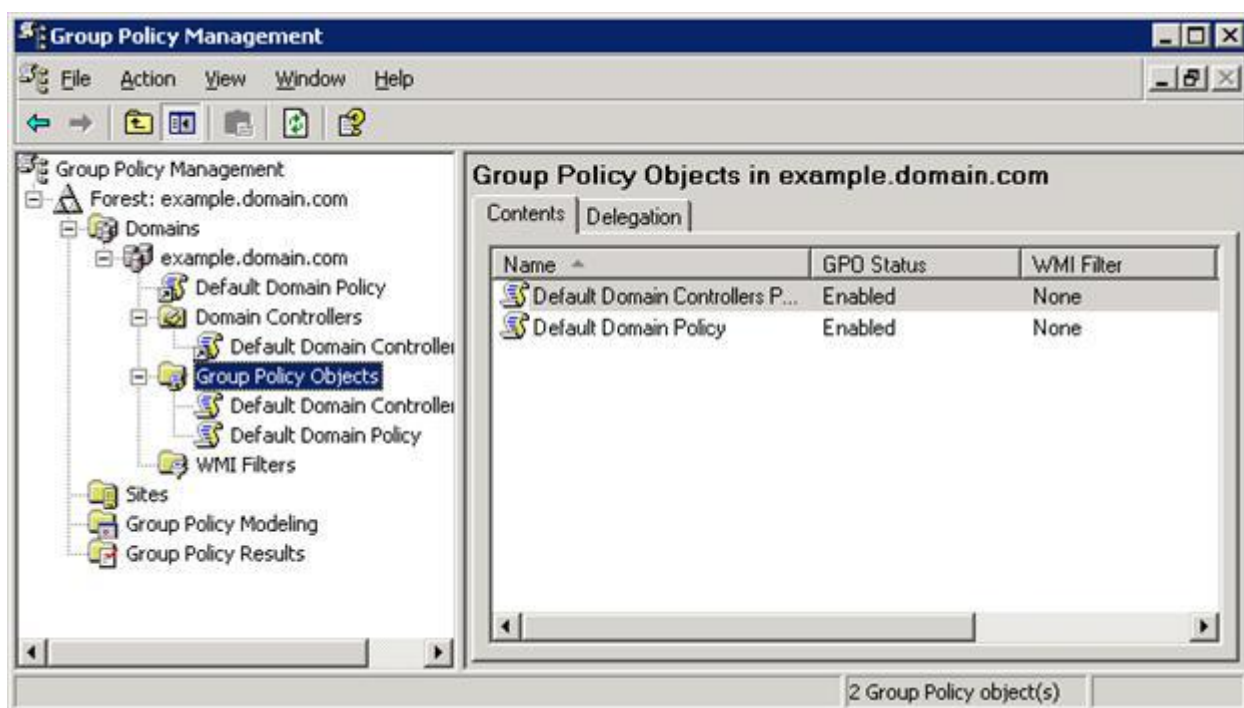 Group Policy Management
File Action View Window Help
Group Policy Management
Forest: example.domain.com
Domains
example.domain.com
Default Domain Policy
Domain Controllers
Default Domain Controller
Group Policy Objects
Default Domain Controller
Default Domain Policy
WMI Filters
Sites
Group Policy Modeling
Group Policy Results
Group Policy Objects in example.domain.com
Contents Delegation
Name GPO Status WMI Filter
Default Domain Controllers P... Enabled None
Default Domain Policy Enabled None
2 Group Policy object(s)